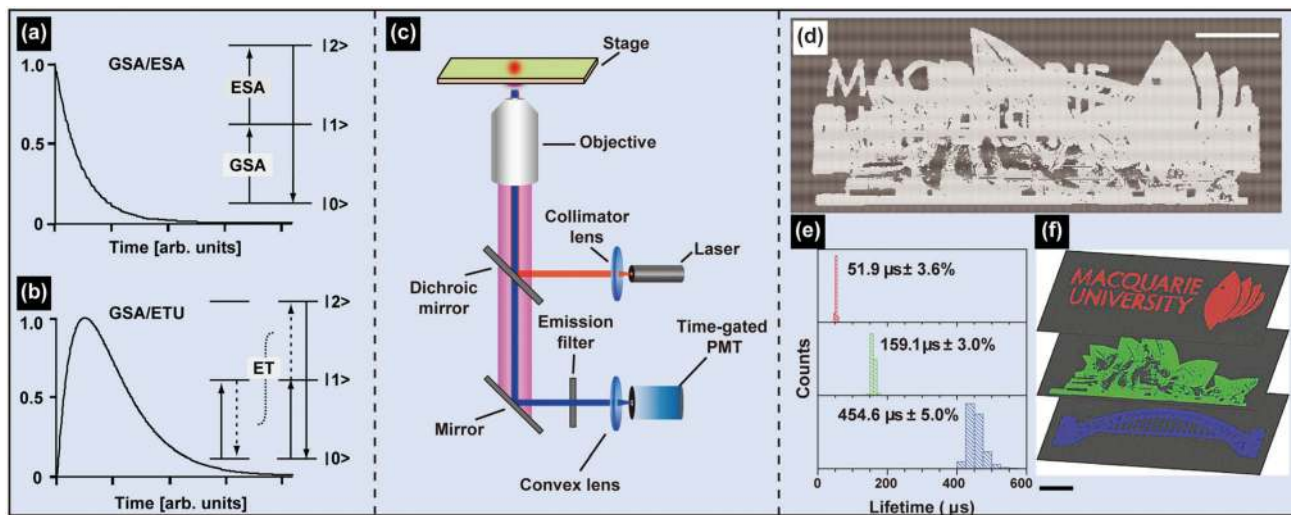 (a)
GSA/ESA
1.0
0.5
0
Time [arb. units]
|2>
ESA
|1>
GSA
|0>
(b)
GSA/ETU
1.0
0.5
0
Time [arb. units]
|2>
ET
|1>
|0>
(c)
Stage
Objective
Collimator
lens
Laser
Dichroic
mirror
Emission
filter
Time-gated
PMT
Mirror
Convex lens
(d)
(e)
51.9 µs± 3.6%
159.1 µs± 3.0%
454.6 µs ± 5.0%
Counts
0
200
400
600
Lifetime ( µs)
(f)
MACQUARIE
UNIVERSITY